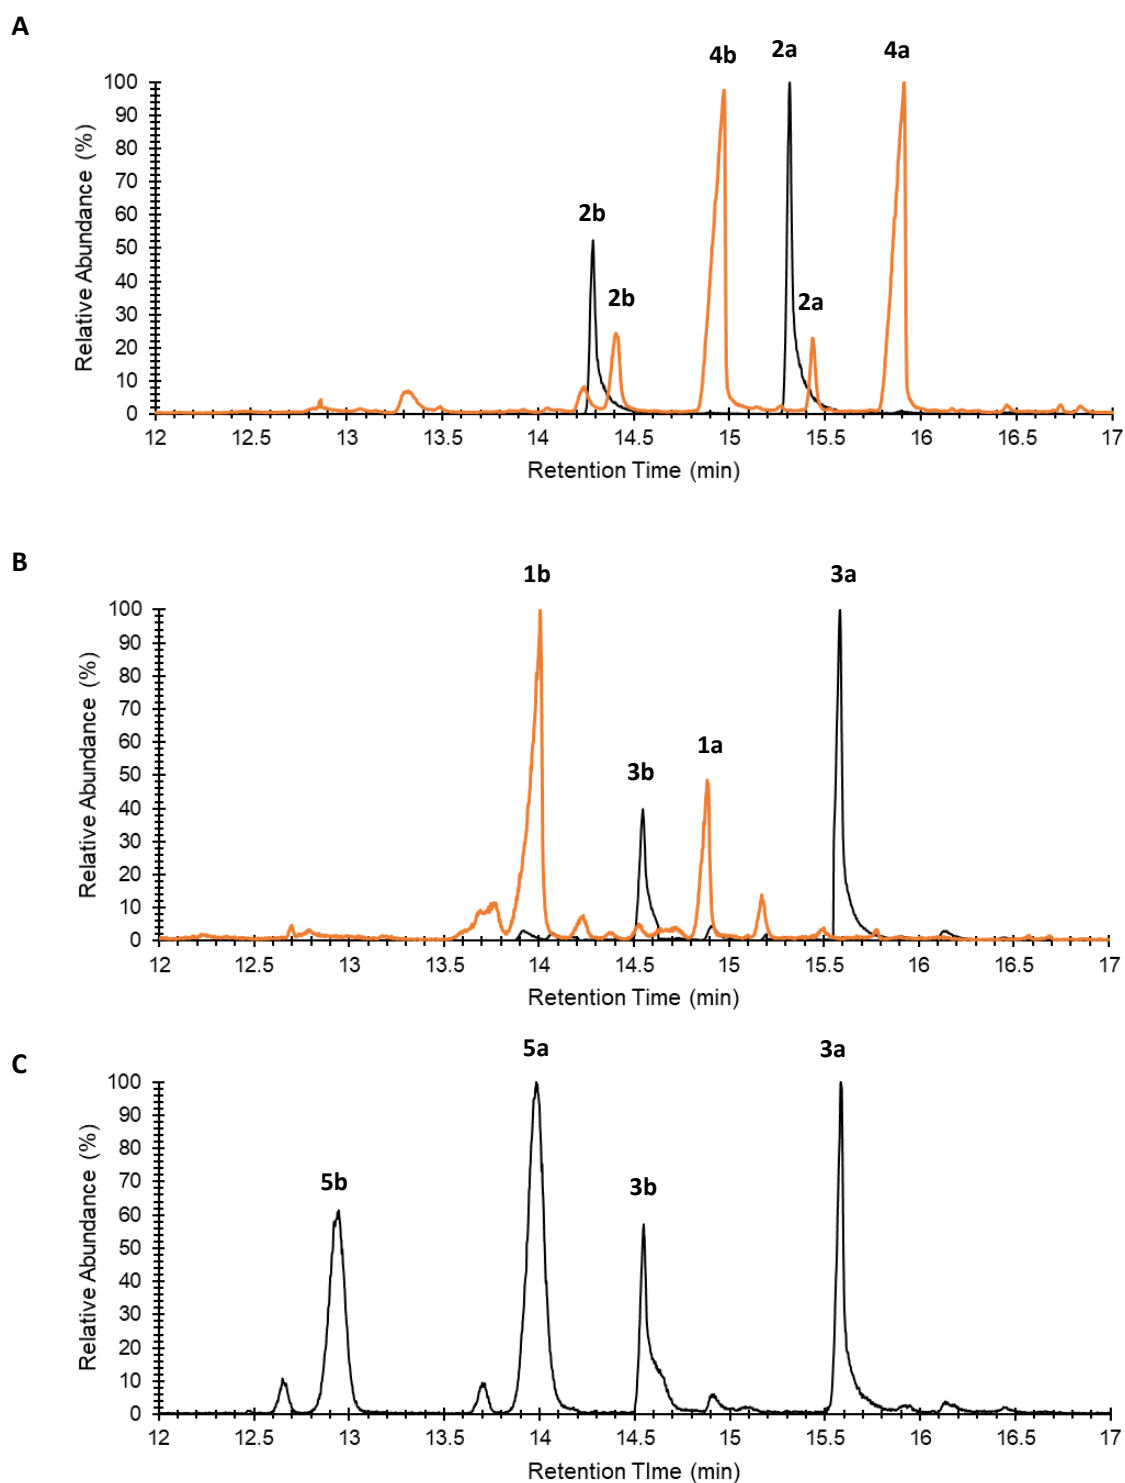 A
4b 2a 4a
2b
2b 2a
Relative Abundance (%)
100
90
80
70
60
50
40
30
20
10
0
12 12.5 13 13.5 14 14.5 15 15.5 16 16.5 17
Retention Time (min)
B
1b 3a
3b 1a
Relative Abundance (%)
100
90
80
70
60
50
40
30
20
10
0
12 12.5 13 13.5 14 14.5 15 15.5 16 16.5 17
Retention Time (min)
C
5a 3a
5b 3b
Relative Abundance (%)
100
90
80
70
60
50
40
30
20
10
0
12 12.5 13 13.5 14 14.5 15 15.5 16 16.5 17
Retention TIme (min)